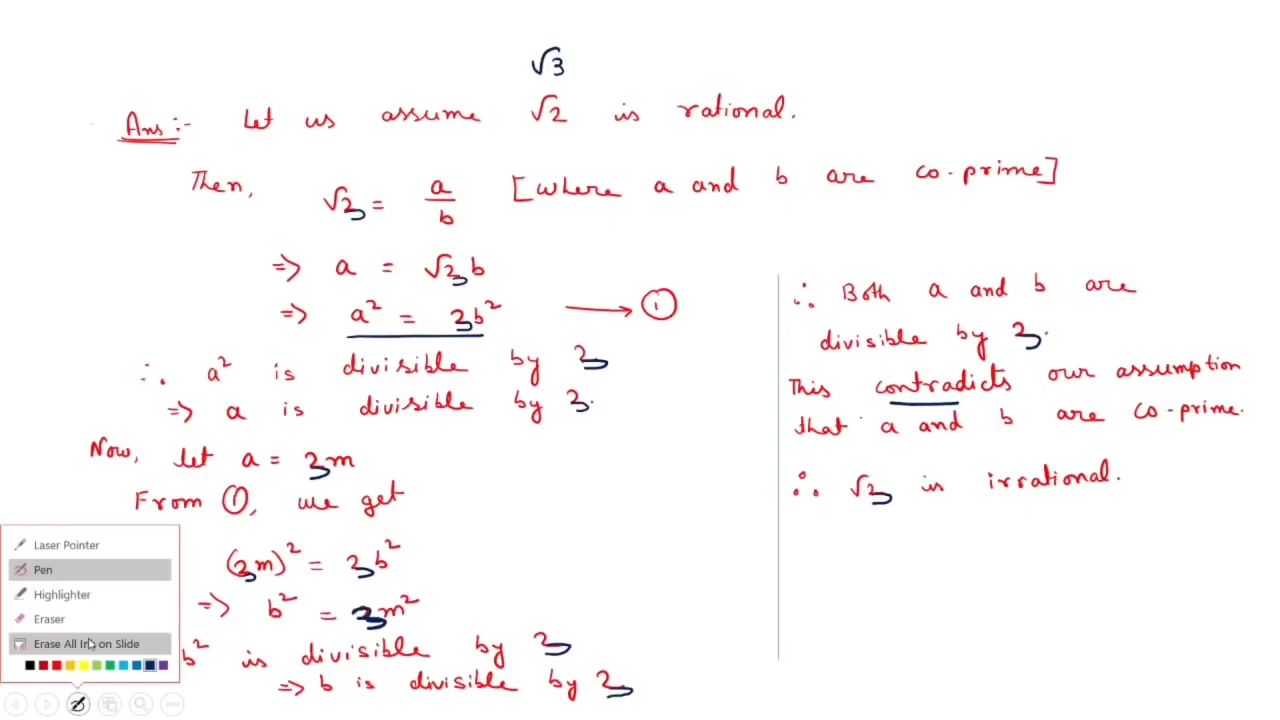 √3
Ans :- Let us assume √2 is rational.
Then, √3 = a/b [where a and b are co-prime]
=> a = √3 b
=> a² = 3b² ⟶ ①
∴ a² is divisible by 3
=> a is divisible by 3.
Now, let a = 3m
From ①, we get
(3m)² = 3b²
=> b² = 3m²
b² is divisible by 3
=> b is divisible by 3
∴ Both a and b are
divisible by 3.
This contradicts our assumption
that a and b are co-prime.
∴ √3 is irrational.
Laser Pointer
Pen
Highlighter
Eraser
Erase All Ink on Slide